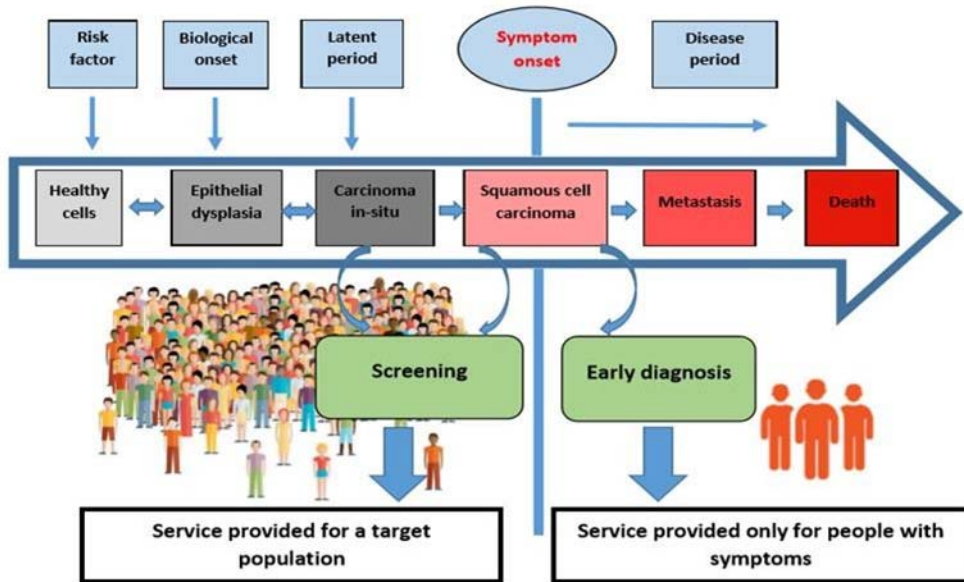 Risk
factor
Biological
onset
Latent
period
Symptom
onset
Disease
period
Healthy
cells
Epithelial
dysplasia
Carcinoma
in-situ
Squamous cell
carcinoma
Metastasis
Death
Screening
Early diagnosis
Service provided for a target
population
Service provided only for people with
symptoms